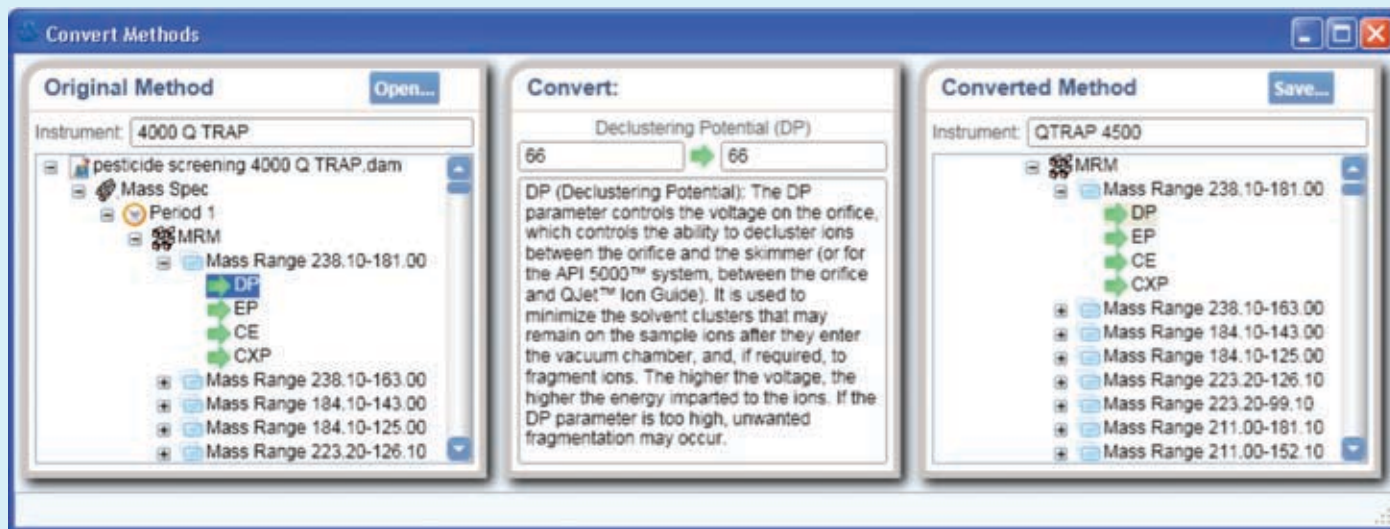 Convert Methods
Original Method
Open...
Instrument: 4000 Q TRAP
pesticide screening 4000 Q TRAP.dam
Mass Spec
Period 1
MRM
Mass Range 238.10-181.00
DP
EP
CE
CXP
Mass Range 238.10-163.00
Mass Range 184.10-143.00
Mass Range 184.10-125.00
Mass Range 223.20-126.10
Convert:
Declustering Potential (DP)
66 66
DP (Declustering Potential): The DP
parameter controls the voltage on the orifice,
which controls the ability to decluster ions
between the orifice and the skimmer (or for
the API 5000™ system, between the orifice
and QJet™ Ion Guide). It is used to
minimize the solvent clusters that may
remain on the sample ions after they enter
the vacuum chamber, and, if required, to
fragment ions. The higher the voltage, the
higher the energy imparted to the ions. If the
DP parameter is too high, unwanted
fragmentation may occur.
Converted Method
Save...
Instrument: QTRAP 4500
MRM
Mass Range 238.10-181.00
DP
EP
CE
CXP
Mass Range 238.10-163.00
Mass Range 184.10-143.00
Mass Range 184.10-125.00
Mass Range 223.20-126.10
Mass Range 223.20-99.10
Mass Range 211.00-181.10
Mass Range 211.00-152.10